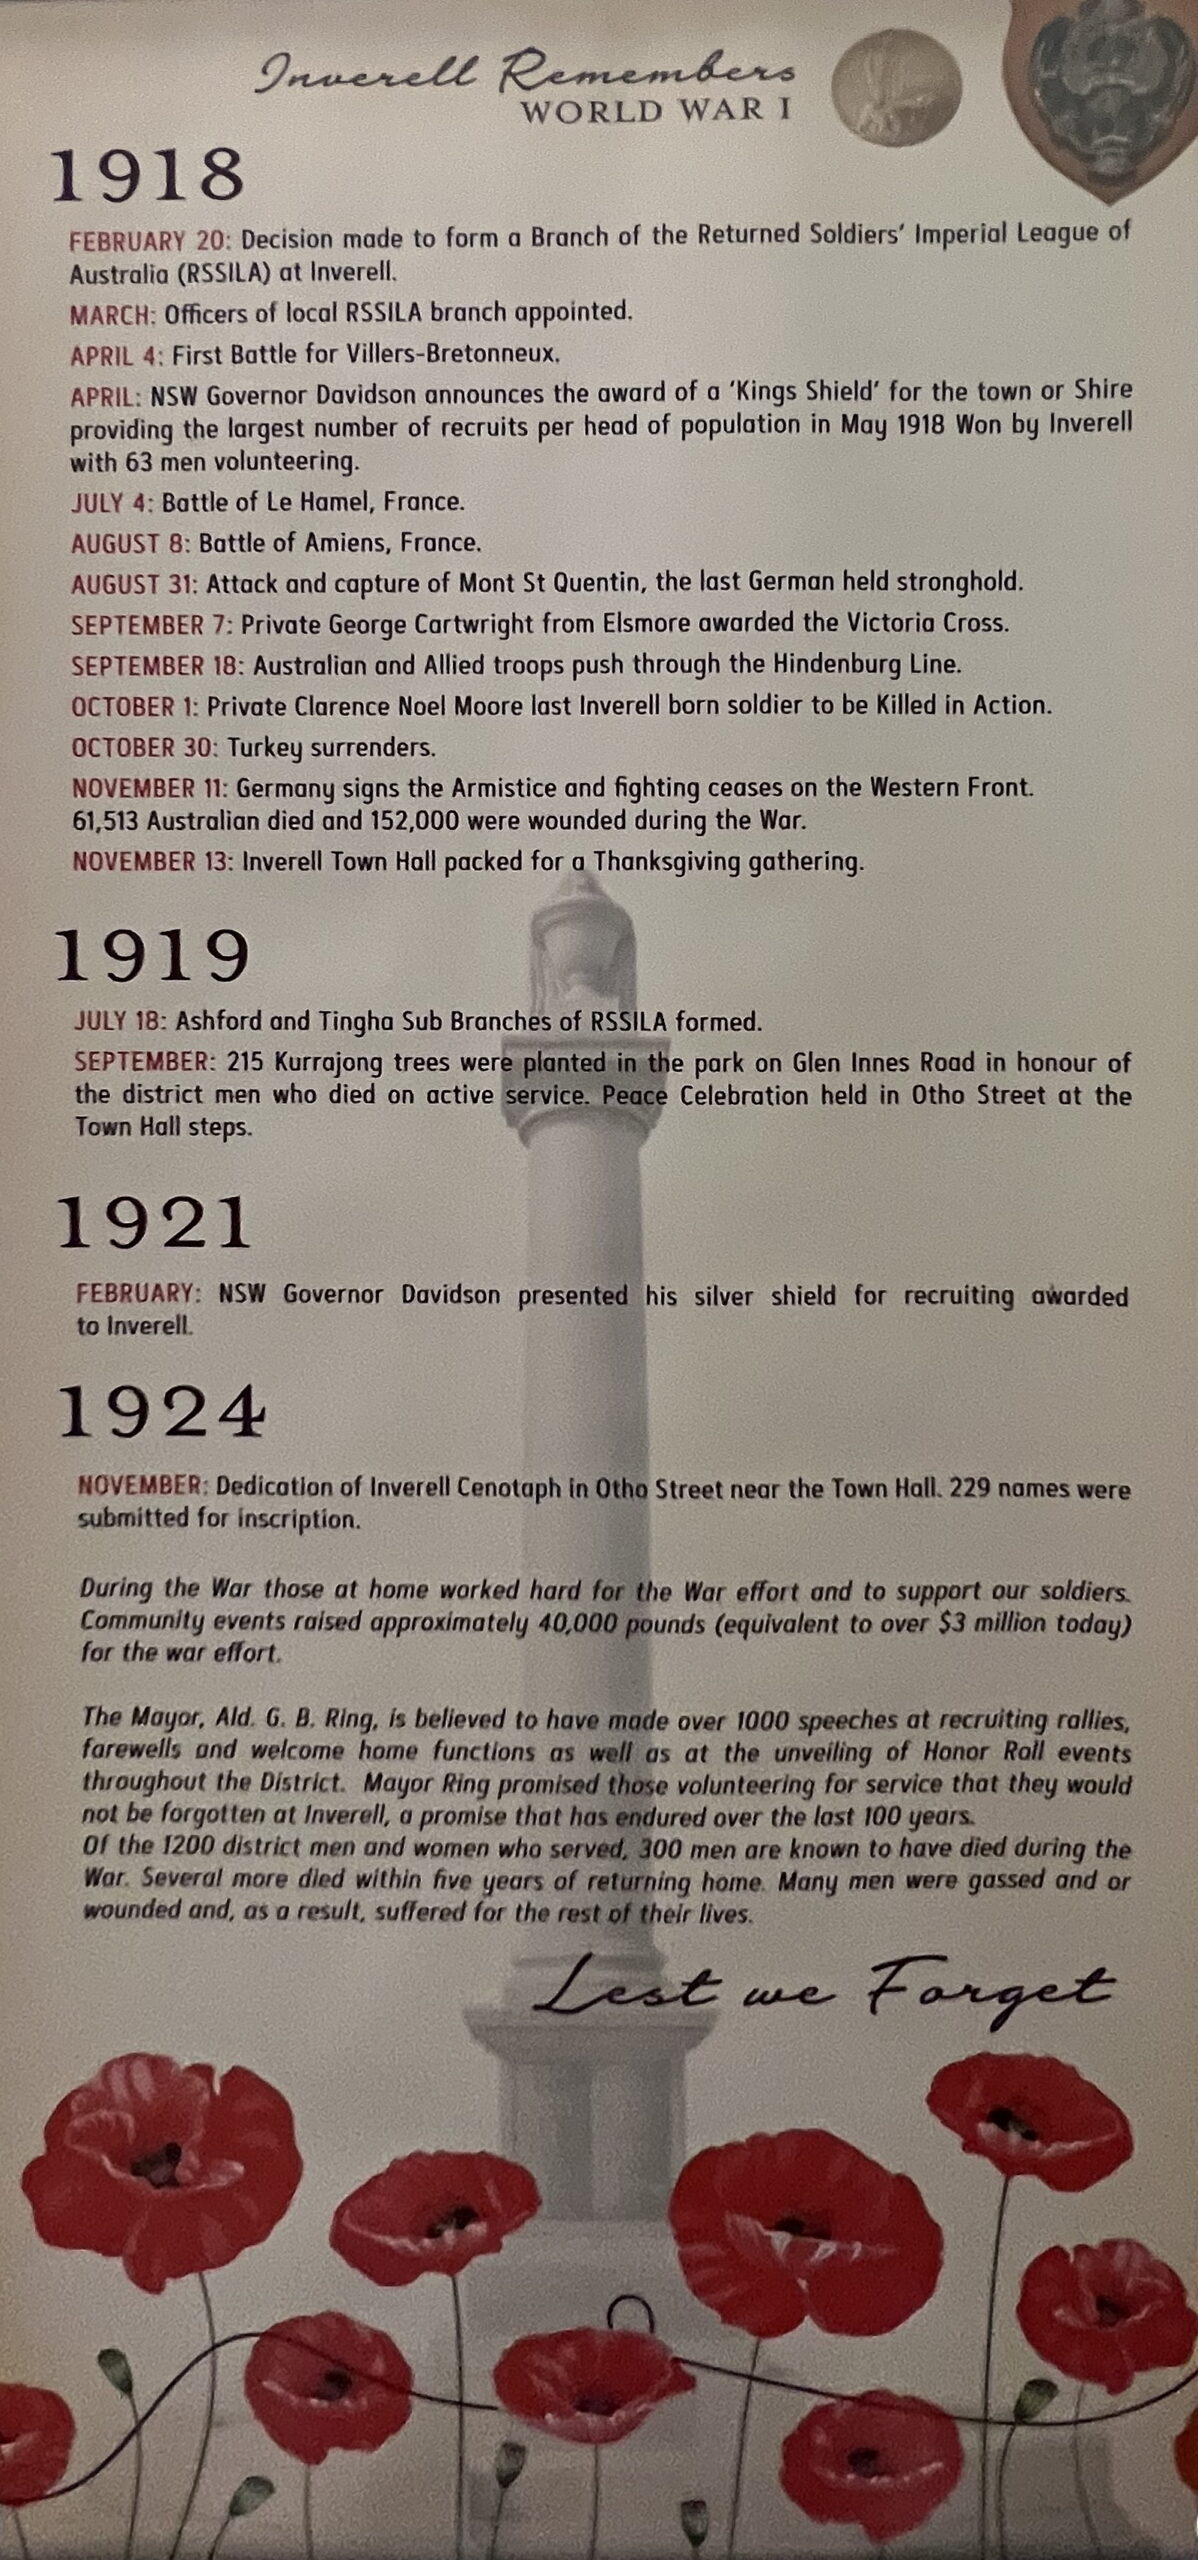 Inverell Remembers
WORLD WAR I
1918
FEBRUARY 20: Decision made to form a Branch of the Returned Soldiers' Imperial League of
Australia (RSSILA) at Inverell.
MARCH: Officers of local RSSILA branch appointed.
APRIL 4: First Battle for Villers-Bretonneux.
APRIL: NSW Governor Davidson announces the award of a 'Kings Shield' for the town or Shire
providing the largest number of recruits per head of population in May 1918 Won by Inverell
with 63 men volunteering.
JULY 4: Battle of Le Hamel, France.
AUGUST 8: Battle of Amiens, France.
AUGUST 31: Attack and capture of Mont St Quentin, the last German held stronghold.
SEPTEMBER 7: Private George Cartwright from Elsmore awarded the Victoria Cross.
SEPTEMBER 18: Australian and Allied troops push through the Hindenburg Line.
OCTOBER 1: Private Clarence Noel Moore last Inverell born soldier to be Killed in Action.
OCTOBER 30: Turkey surrenders.
NOVEMBER 11: Germany signs the Armistice and fighting ceases on the Western Front.
61,513 Australian died and 152,000 were wounded during the War.
NOVEMBER 13: Inverell Town Hall packed for a Thanksgiving gathering.
1919
JULY 18: Ashford and Tingha Sub Branches of RSSILA formed.
SEPTEMBER: 215 Kurrajong trees were planted in the park on Glen Innes Road in honour of
the district men who died on active service. Peace Celebration held in Otho Street at the
Town Hall steps.
1921
FEBRUARY: NSW Governor Davidson presented his silver shield for recruiting awarded
to Inverell.
1924
NOVEMBER: Dedication of Inverell Cenotaph in Otho Street near the Town Hall. 229 names were
submitted for inscription.
During the War those at home worked hard for the War effort and to support our soldiers.
Community events raised approximately 40,000 pounds (equivalent to over $3 million today)
for the war effort.
The Mayor, Ald. G. B. Ring, is believed to have made over 1000 speeches at recruiting rallies,
farewells and welcome home functions as well as at the unveiling of Honor Roll events
throughout the District. Mayor Ring promised those volunteering for service that they would
not be forgotten at Inverell, a promise that has endured over the last 100 years.
Of the 1200 district men and women who served, 300 men are known to have died during the
War. Several more died within five years of returning home. Many men were gassed and or
wounded and, as a result, suffered for the rest of their lives.
Lest we Forget